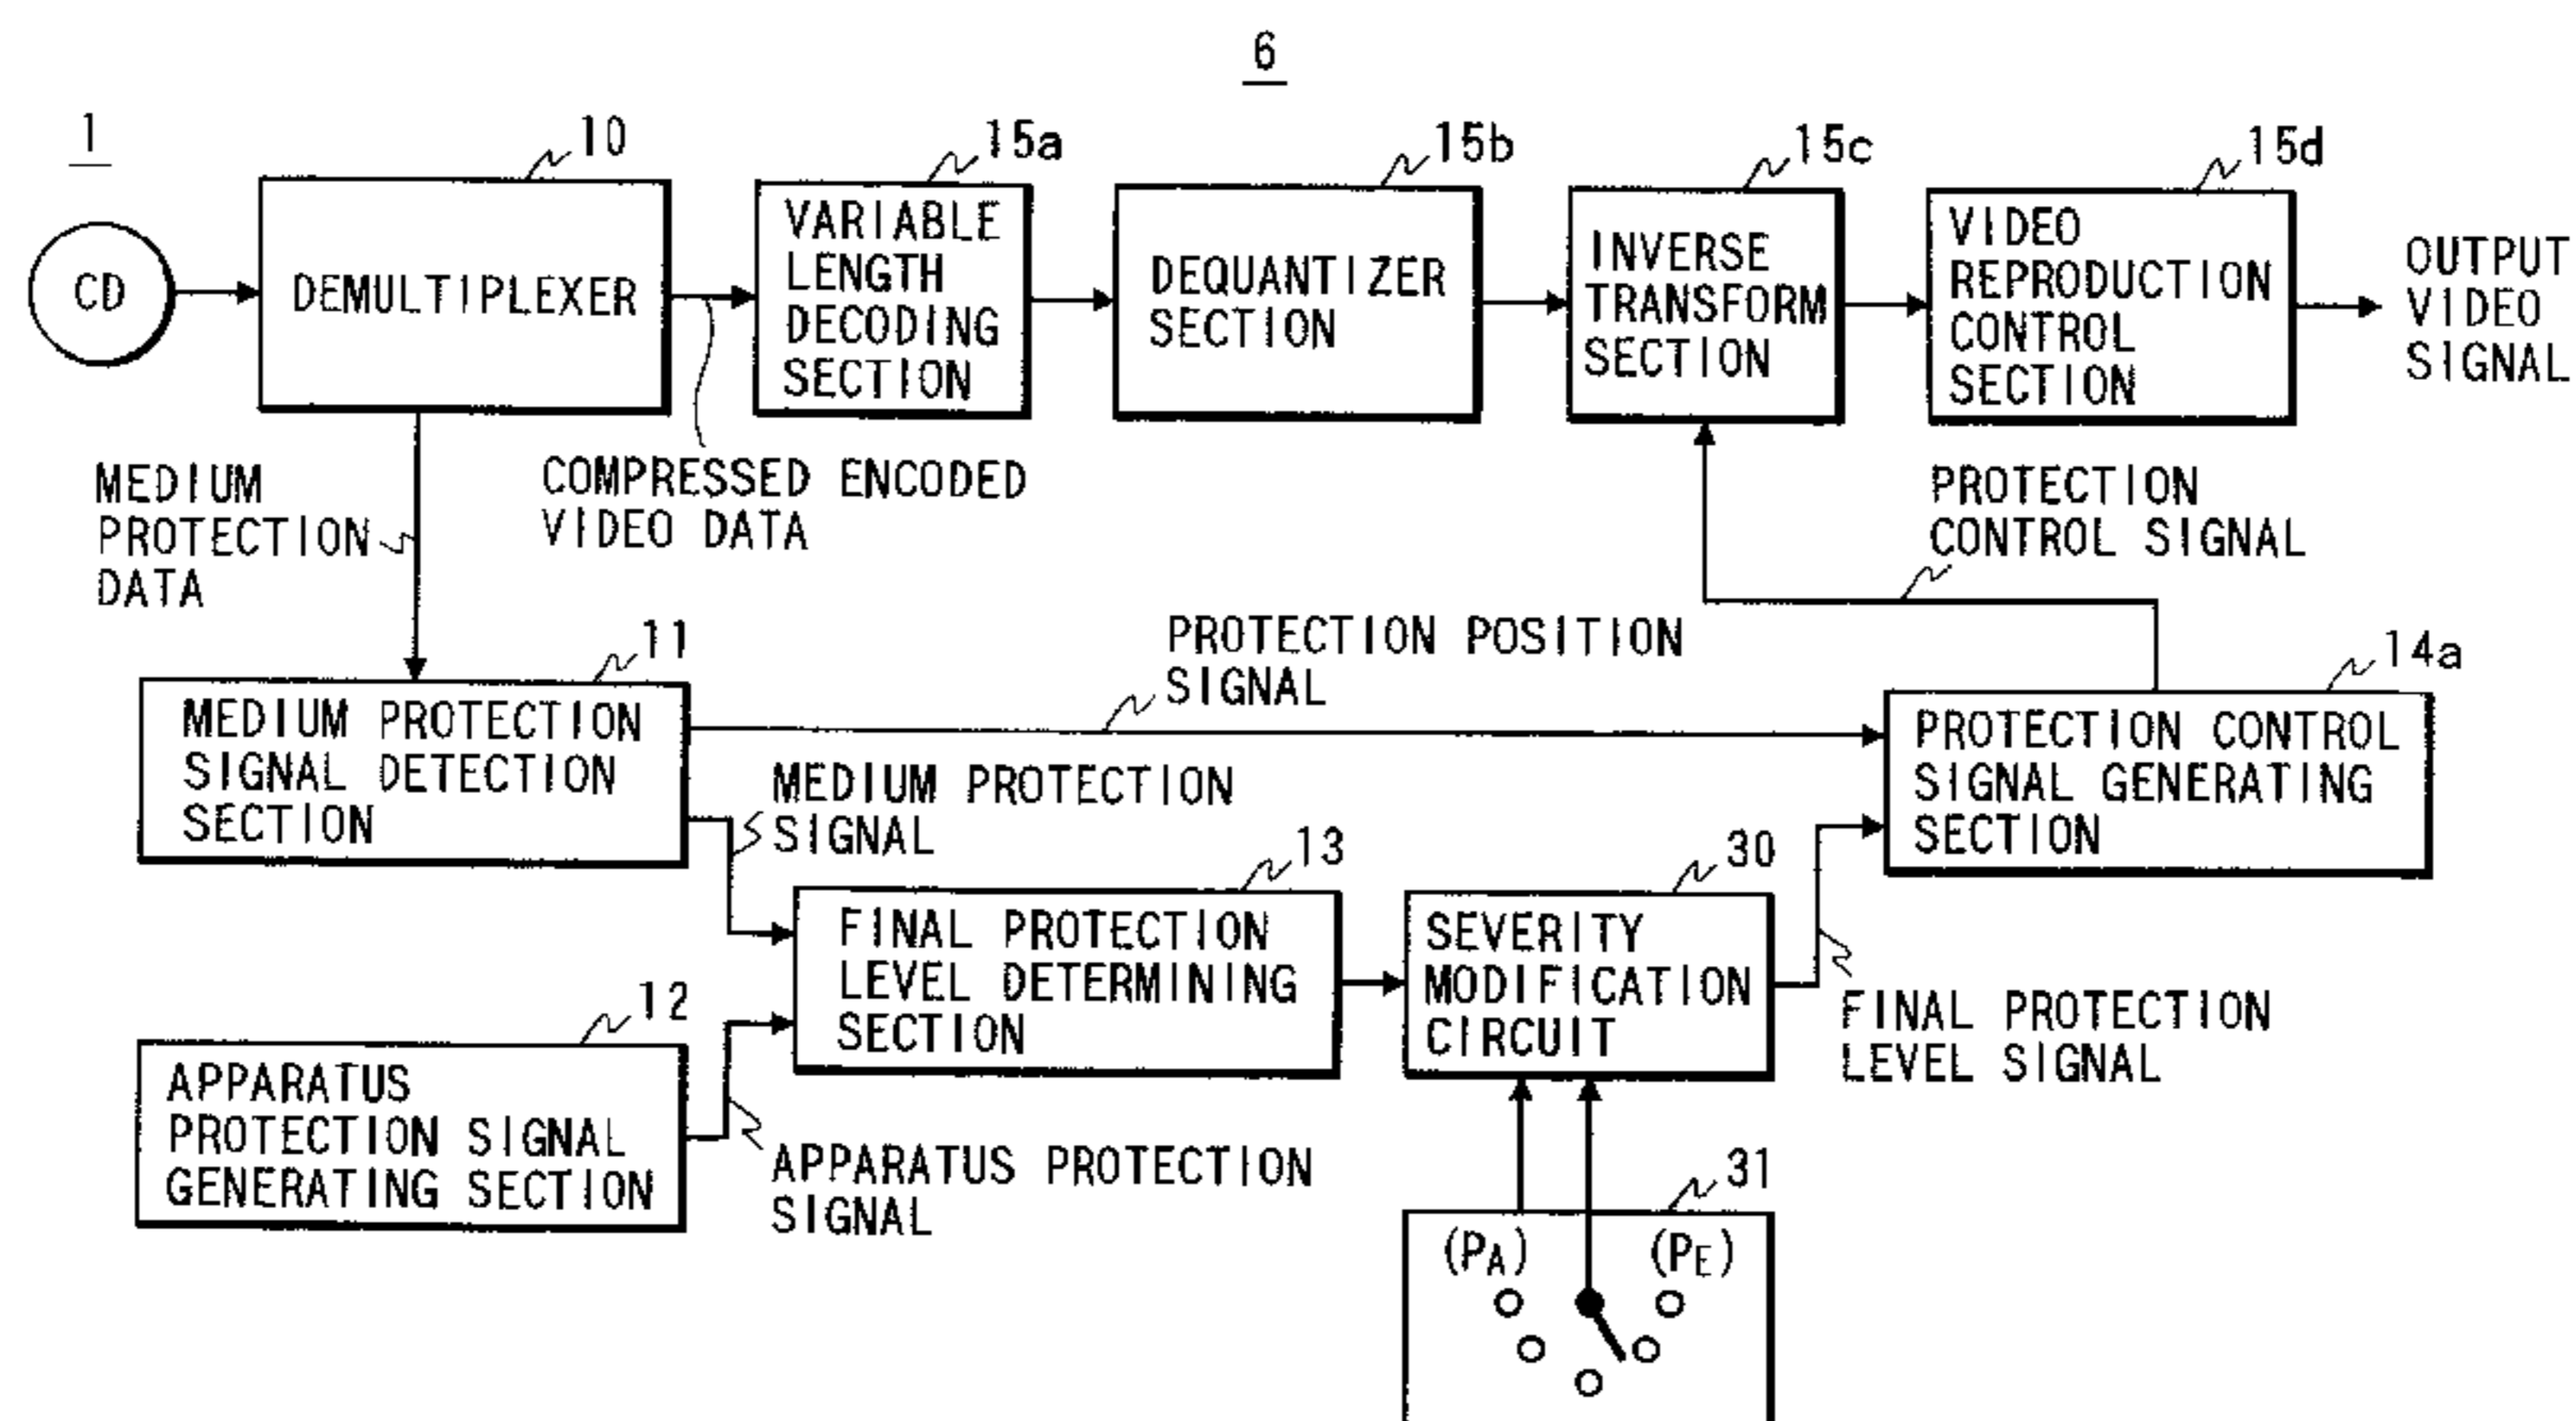 6
1
10
15a
15b
15c
15d
CD
DEMULTIPLEXER
VARIABLE
LENGTH
DECODING
SECTION
DEQUANTIZER
SECTION
INVERSE
TRANSFORM
SECTION
VIDEO
REPRODUCTION
CONTROL
SECTION
OUTPUT
VIDEO
SIGNAL
MEDIUM
PROTECTION
DATA
COMPRESSED ENCODED
VIDEO DATA
PROTECTION
CONTROL SIGNAL
11
PROTECTION POSITION
SIGNAL
14a
MEDIUM PROTECTION
SIGNAL DETECTION
SECTION
MEDIUM PROTECTION
SIGNAL
PROTECTION CONTROL
SIGNAL GENERATING
SECTION
13
30
FINAL PROTECTION
LEVEL DETERMINING
SECTION
SEVERITY
MODIFICATION
CIRCUIT
FINAL PROTECTION
LEVEL SIGNAL
12
APPARATUS
PROTECTION SIGNAL
GENERATING SECTION
APPARATUS PROTECTION
SIGNAL
31
(PA) (PE)